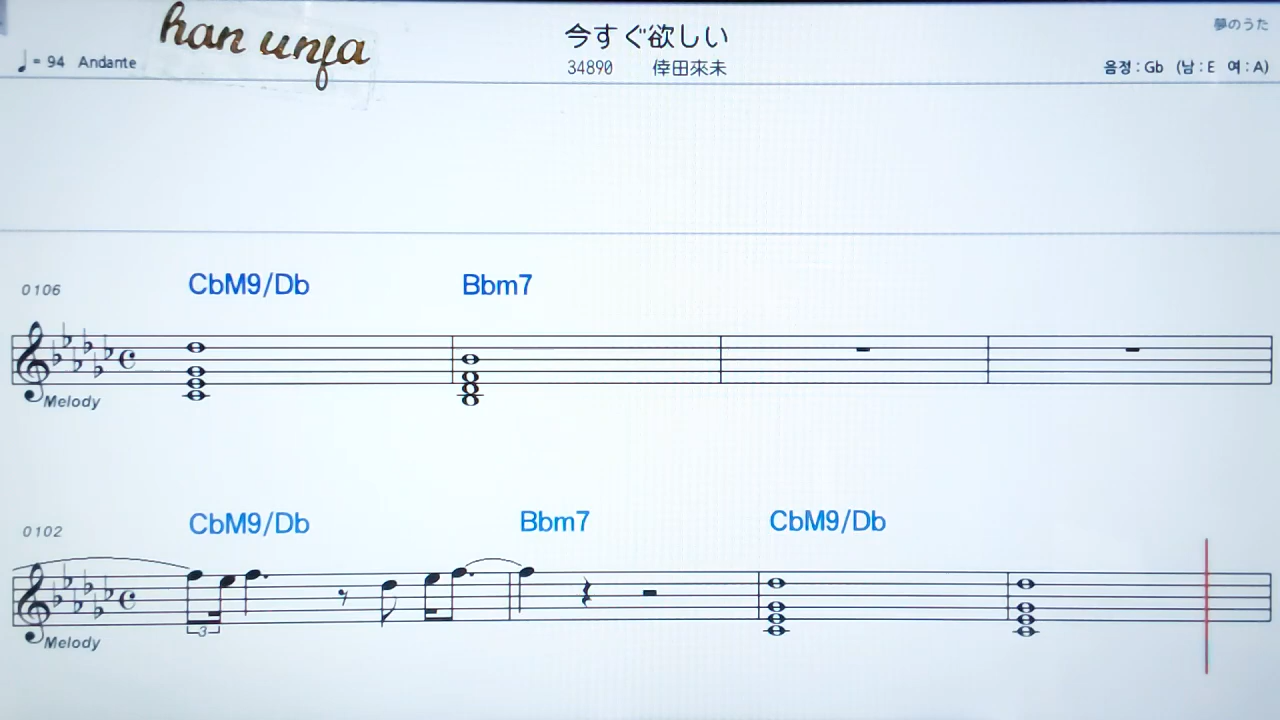 han unfa
今すぐ欲しい
夢のうた
= 94 Andante
34890 倖田來未
음정 : Gb (남 : E 여 : A)
0106
CbM9/Db Bbm7
Melody
0102
CbM9/Db Bbm7 CbM9/Db
3
Melody